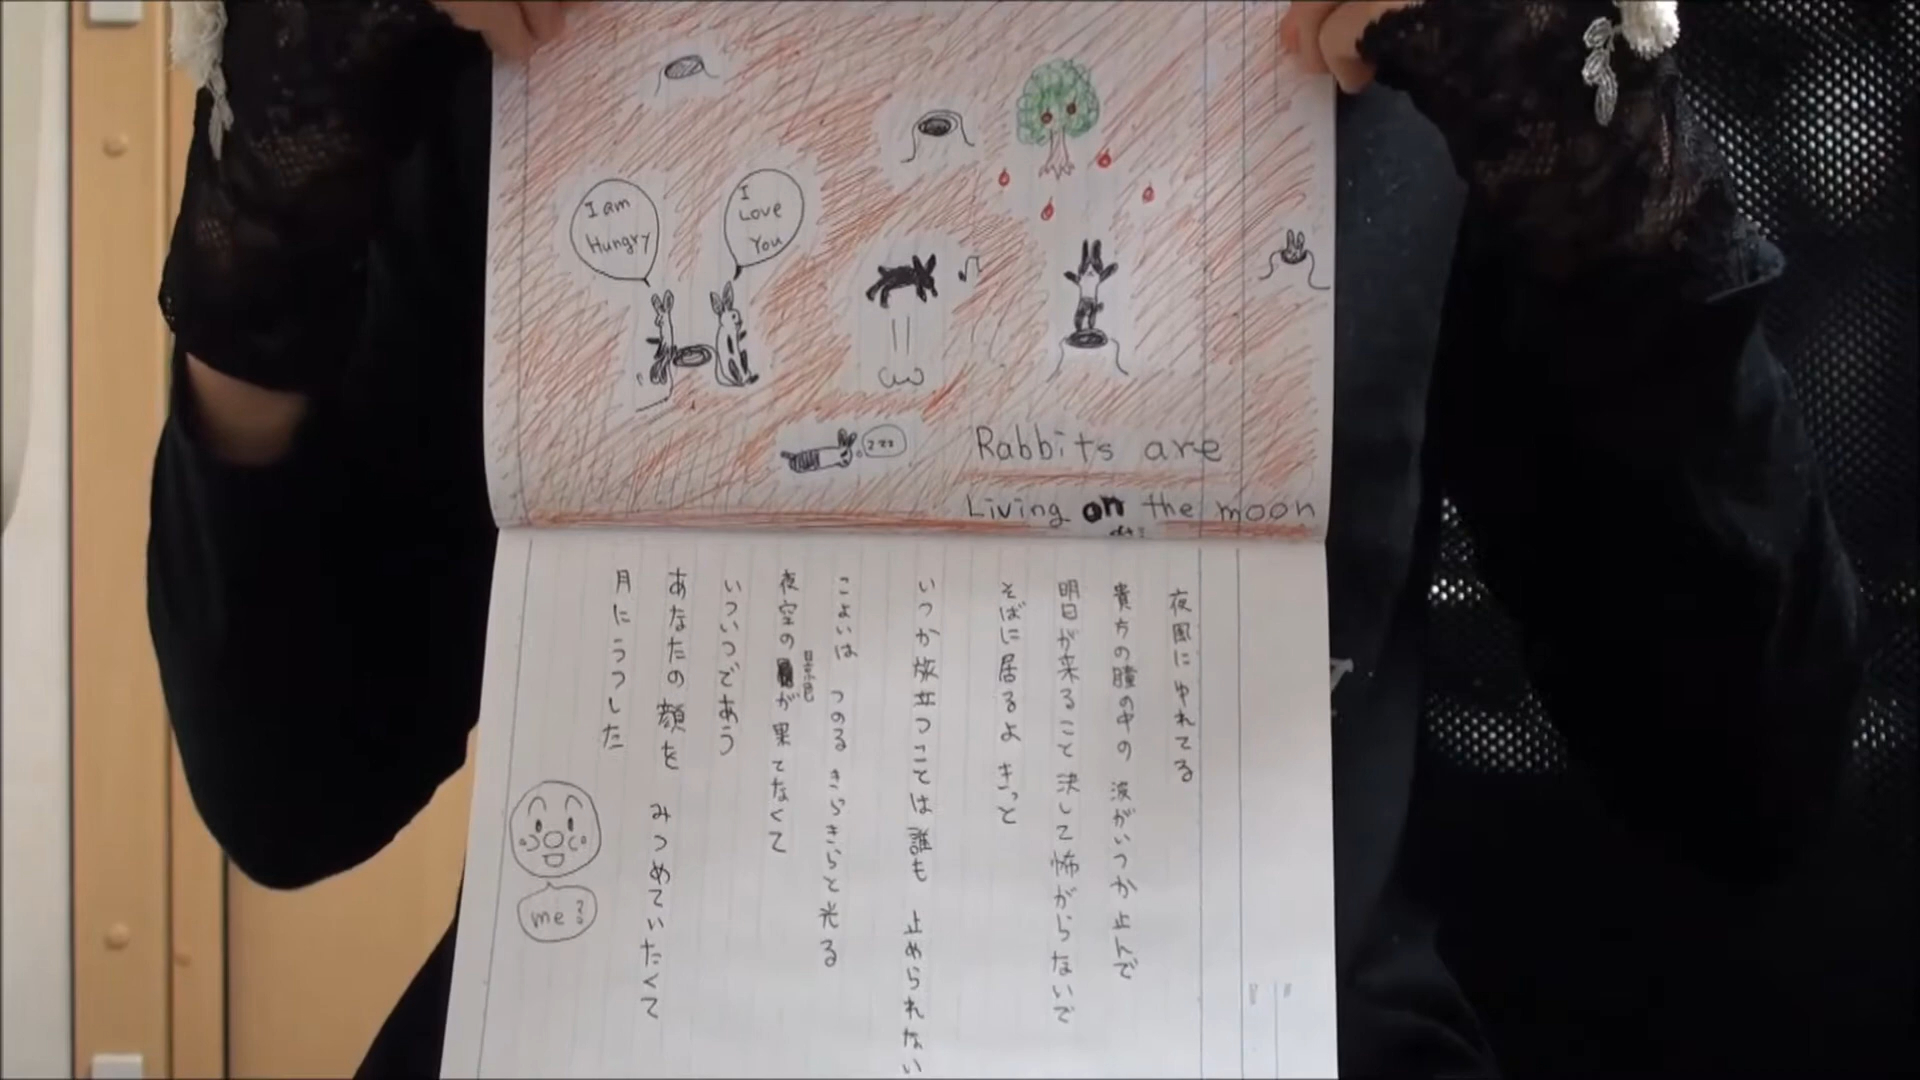 I am
Hungry
I
Love
You
zzz
Rabbits are
Living on the moon
夜風に ゆれてる
貴方の瞳の中の 波がいつか止んで
明日が来ること 決して怖がらないで
そばに居るよ きっと
いつか旅立つことは 誰も 止められない
こよいは つのる きらきらと光る
夜空の景色が 果てなくて
いついつであう
あなたの顔を みつめていたくて
月にうつした
me?